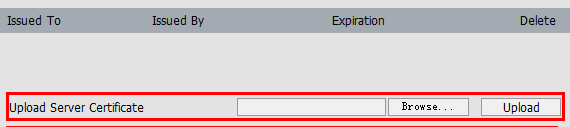 Issued To Issued By Expiration Delete
Upload Server Certificate Browse... Upload